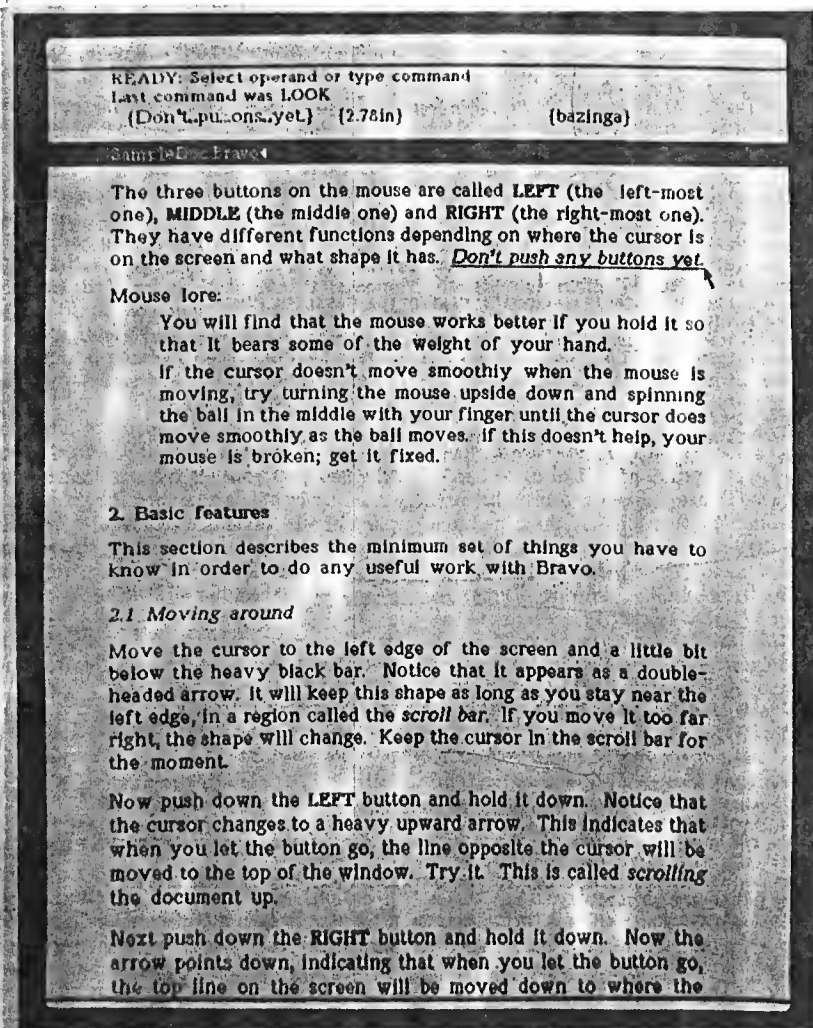 READY: Select operand or type command
Last command was LOOK
{Don't..pu...ons..yet.} {2.78in} {bazinga}
SampleDoc.Bravo
The three buttons on the mouse are called LEFT (the left-most
one), MIDDLE (the middle one) and RIGHT (the right-most one).
They have different functions depending on where the cursor is
on the screen and what shape it has. Don't push any buttons yet.
Mouse lore:
You will find that the mouse works better if you hold it so
that it bears some of the weight of your hand.
If the cursor doesn't move smoothly when the mouse is
moving, try turning the mouse upside down and spinning
the ball in the middle with your finger until the cursor does
move smoothly as the ball moves. If this doesn't help, your
mouse is broken; get it fixed.
2. Basic features
This section describes the minimum set of things you have to
know in order to do any useful work with Bravo.
2.1 Moving around
Move the cursor to the left edge of the screen and a little bit
below the heavy black bar. Notice that it appears as a double-
headed arrow. It will keep this shape as long as you stay near the
left edge, in a region called the scroll bar. If you move it too far
right, the shape will change. Keep the cursor in the scroll bar for
the moment.
Now push down the LEFT button and hold it down. Notice that
the cursor changes to a heavy upward arrow. This indicates that
when you let the button go, the line opposite the cursor will be
moved to the top of the window. Try it. This is called scrolling
the document up.
Next push down the RIGHT button and hold it down. Now the
arrow points down, indicating that when you let the button go,
the top line on the screen will be moved down to where the